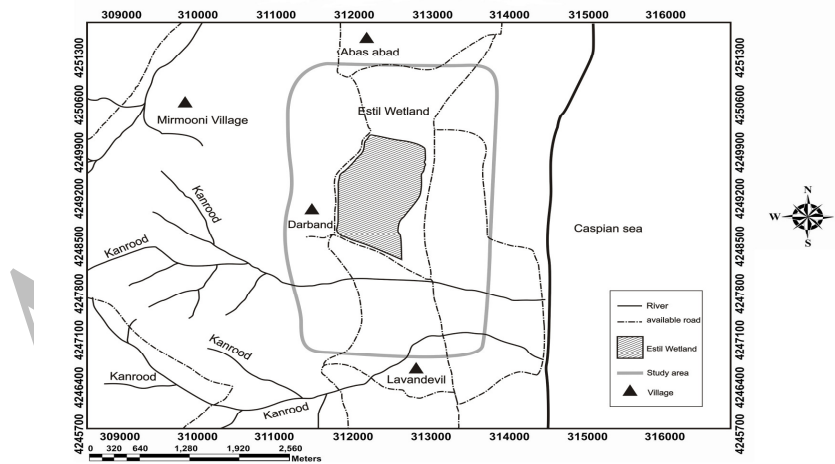 309000 310000 311000 312000 313000 314000 315000 316000
4251300 4250600 4249900 4249200 4248500 4247800 4247100 4246400 4245700
Abas abad
Mirmooni Village
Estil Wetland
Kanrood
Darband
Kanrood
Caspian sea
Kanrood
Kanrood
Lavandevil
Kanrood
River
available road
Estil Wetland
Study area
Village
4251300 4250600 4249900 4249200 4248500 4247800 4247100 4246400 4245700
N
W
S
309000 310000 311000 312000 313000 314000 315000 316000
0 320 640 1,280 1,920 2,560
Meters